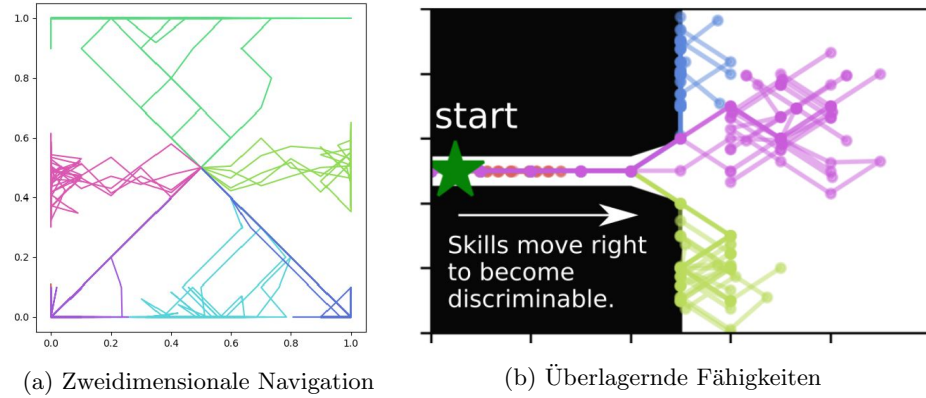 1.0
0.8
0.6
0.4
0.2
0.0
0.0 0.2 0.4 0.6 0.8 1.0
(a) Zweidimensionale Navigation
start
Skills move right
to become
discriminable.
(b) Überlagernde Fähigkeiten